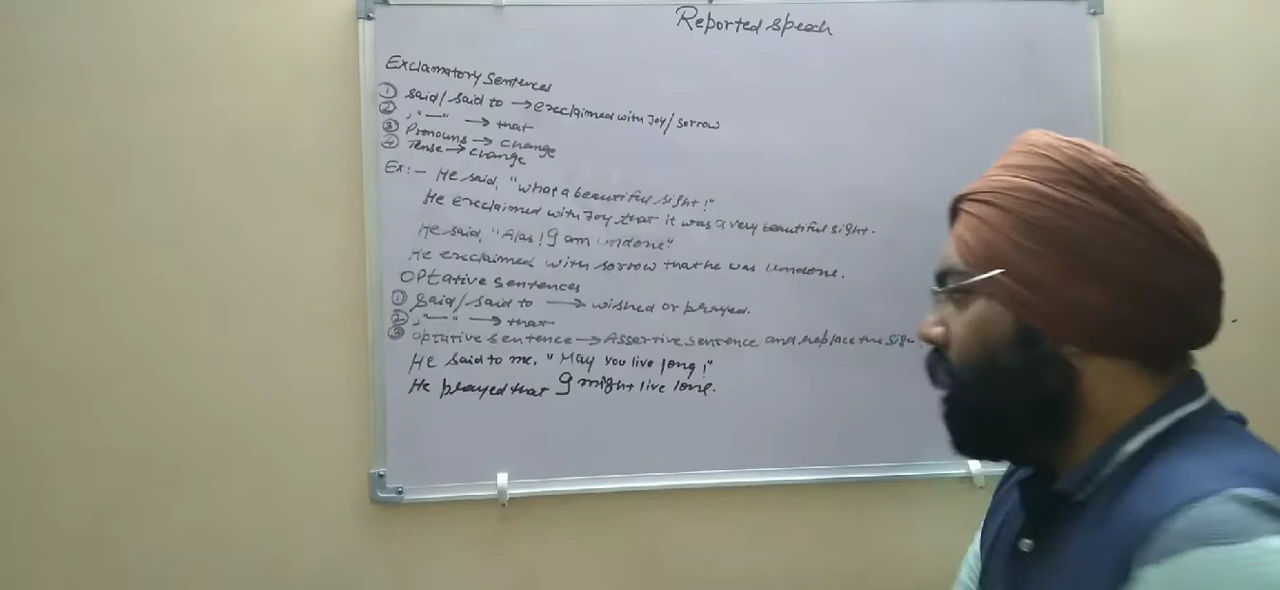 Reported speech
Exclamatory Sentences
① said/said to → exclaimed with Joy/sorrow
② , "—" → that
③ Pronouns → change
④ Tense → change
Ex:- He said, "what a beautiful sight!"
He exclaimed with Joy that it was a very beautiful sight.
He said, "Alas! I am undone."
He exclaimed with sorrow that he was undone.
Optative sentences
① Said/said to → wished or prayed.
② , "—" → that
③ Optative sentence → Assertive sentence and replace the sign
He said to me, "May you live long!"
He prayed that I might live long.